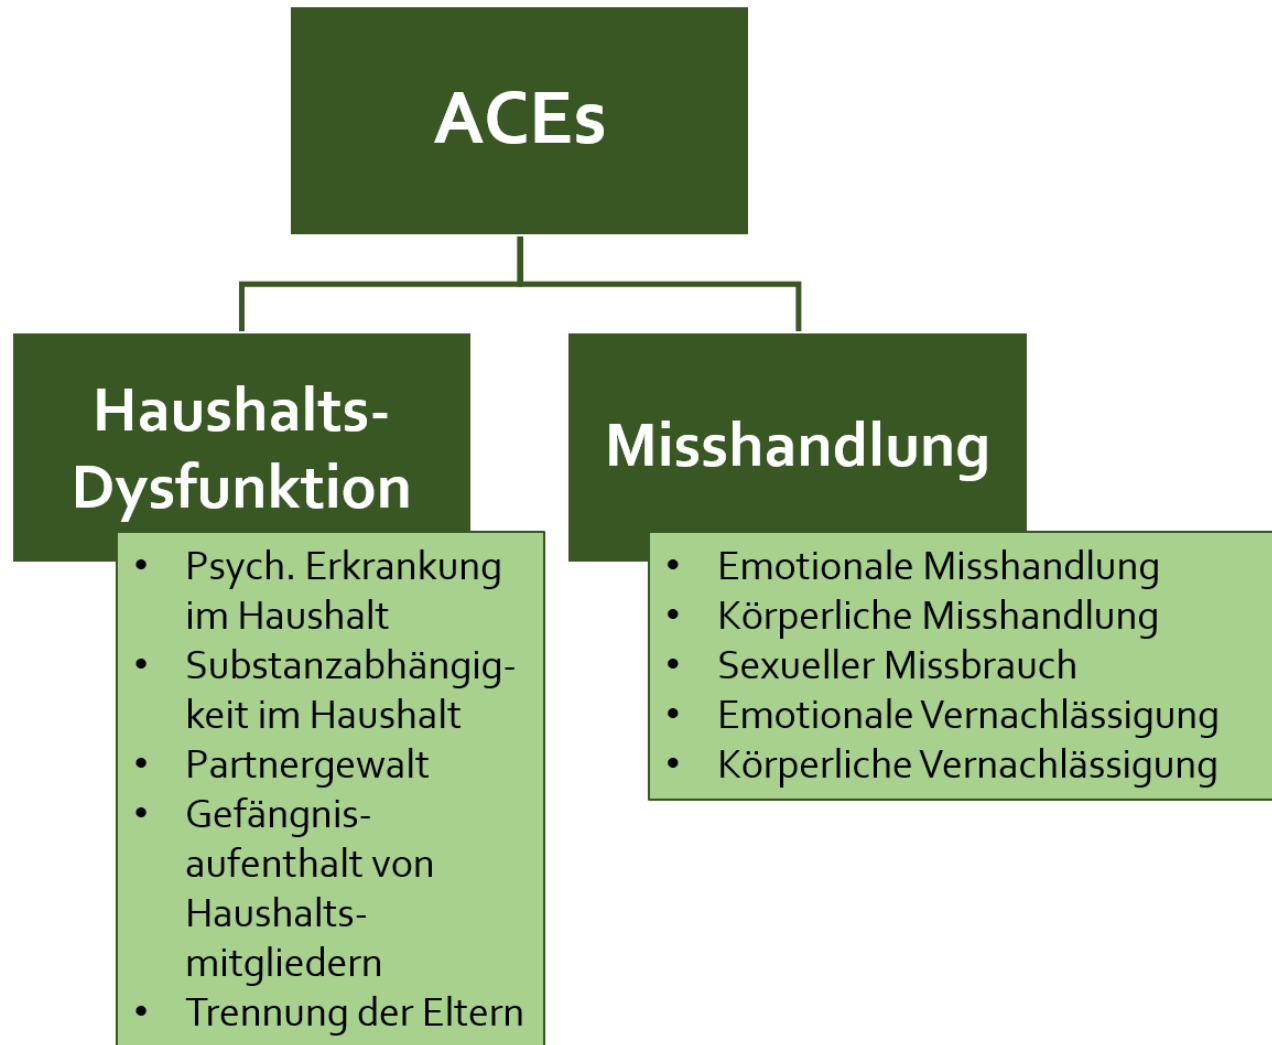 ACEs
Haushalts-
Dysfunktion
• Psych. Erkrankung
im Haushalt
• Substanzabhängig-
keit im Haushalt
• Partnergewalt
• Gefängnis-
aufenthalt von
Haushalts-
mitgliedern
• Trennung der Eltern
Misshandlung
• Emotionale Misshandlung
• Körperliche Misshandlung
• Sexueller Missbrauch
• Emotionale Vernachlässigung
• Körperliche Vernachlässigung